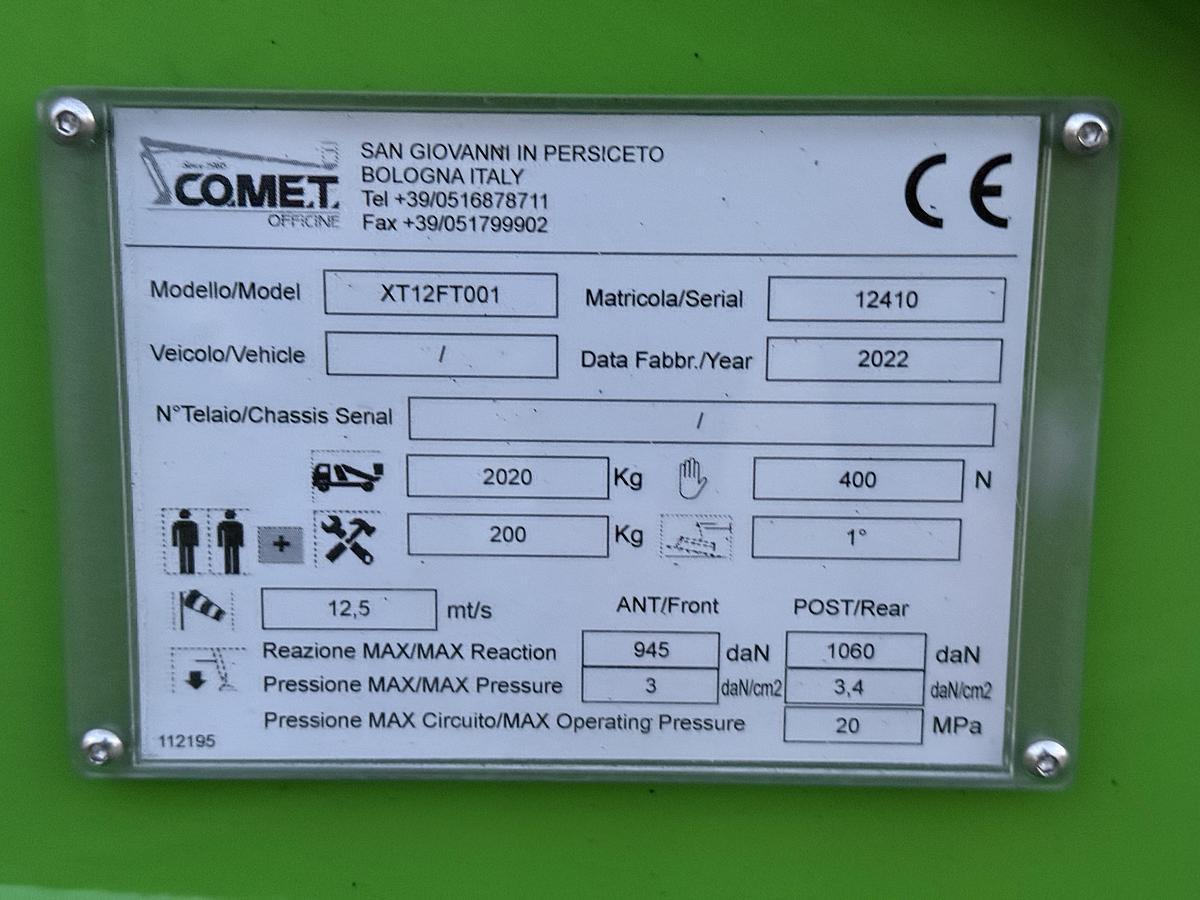 Since 1960
CO.ME.T.
OFFICINE
SAN GIOVANNI IN PERSICETO
BOLOGNA ITALY
Tel +39/0516878711
Fax +39/051799902
CE
Modello/Model XT12FT001 Matricola/Serial 12410
Veicolo/Vehicle / Data Fabbr./Year 2022
N°Telaio/Chassis Serial /
2020 Kg 400 N
+ 200 Kg 1°
12,5 mt/s ANT/Front POST/Rear
Reazione MAX/MAX Reaction 945 daN 1060 daN
Pressione MAX/MAX Pressure 3 daN/cm2 3,4 daN/cm2
Pressione MAX Circuito/MAX Operating Pressure 20 MPa
112195